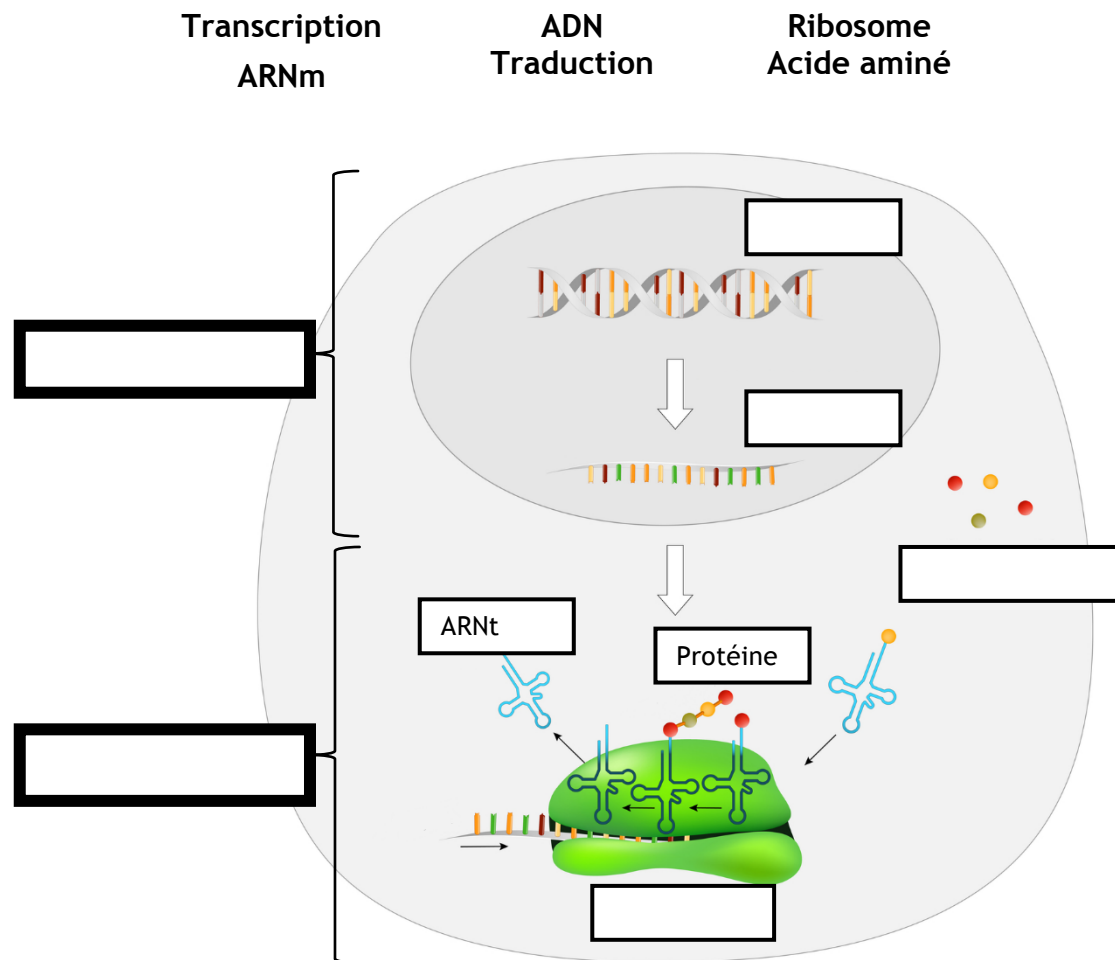 Transcription
ARNm
ADN
Traduction
Ribosome
Acide aminé
ARNt
Protéine